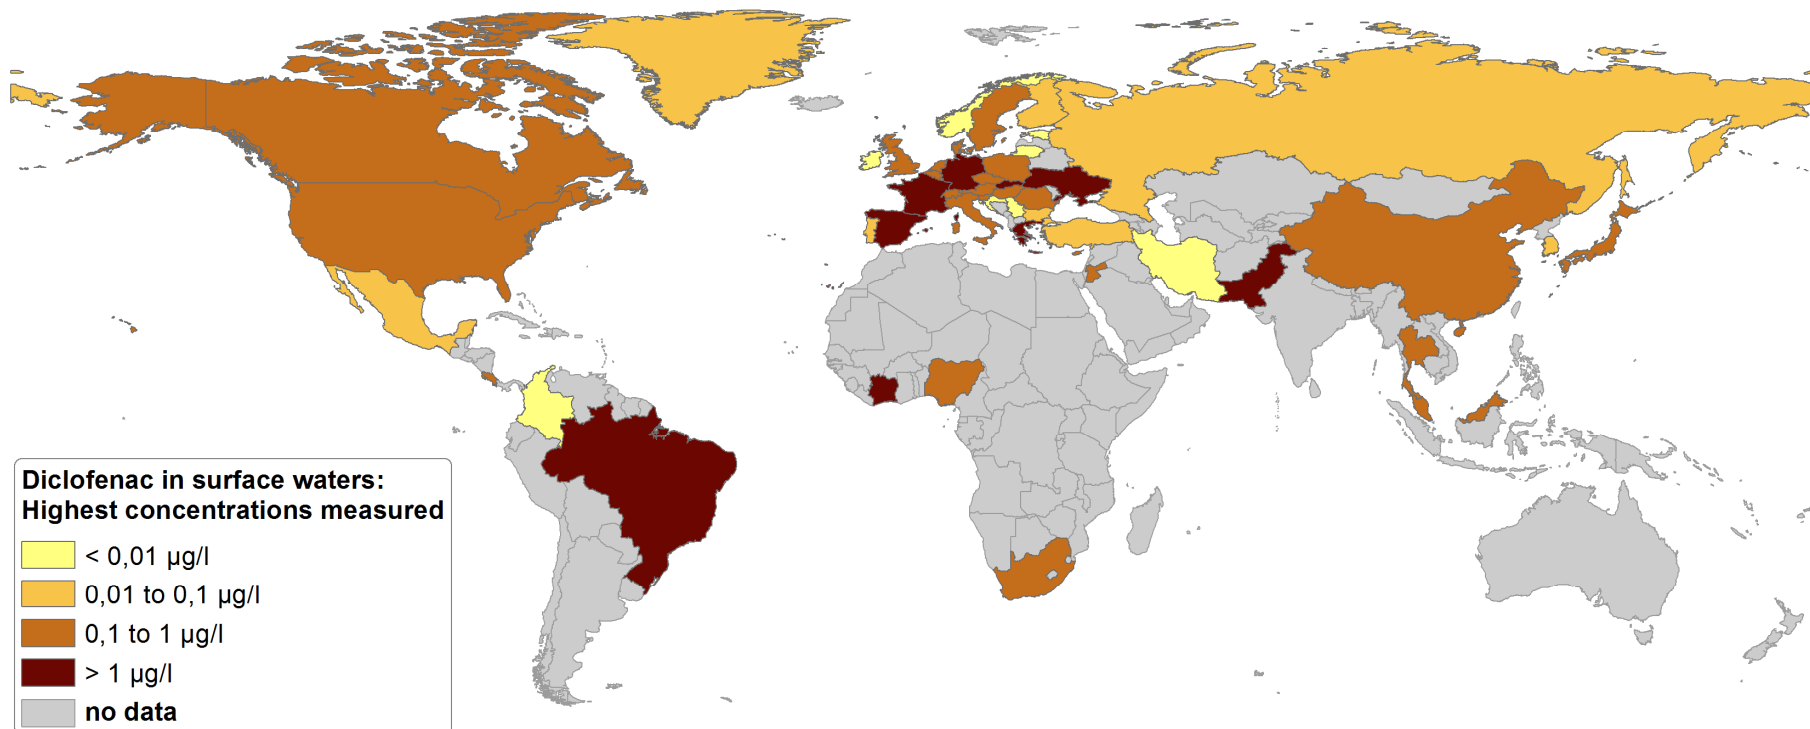 Diclofenac in surface waters:
Highest concentrations measured
< 0,01 µg/l
0,01 to 0,1 µg/l
0,1 to 1 µg/l
> 1 µg/l
no data